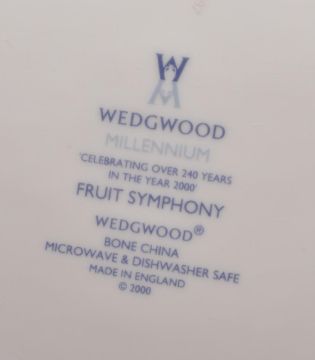 WEDGWOOD
MILLENNIUM
'CELEBRATING OVER 240 YEARS
IN THE YEAR 2000'
FRUIT SYMPHONY
WEDGWOOD®
BONE CHINA
MICROWAVE & DISHWASHER SAFE
MADE IN ENGLAND
© 2000